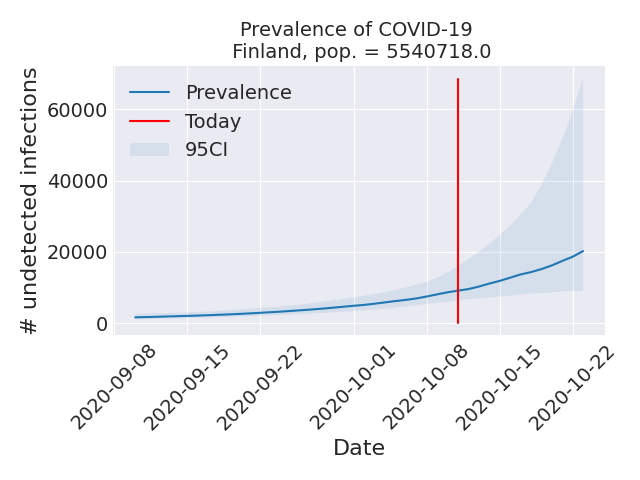 Prevalence of COVID-19
Finland, pop. = 5540718.0
# undetected infections
60000
40000
20000
0
Prevalence
Today
95CI
2020-09-08
2020-09-15
2020-09-22
2020-10-01
2020-10-08
2020-10-15
2020-10-22
Date